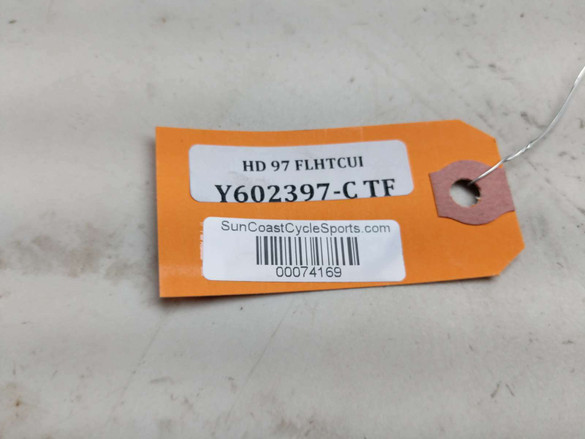 HD 97 FLHTCUI
Y602397-C TF
SunCoastCycleSports.com
00074169